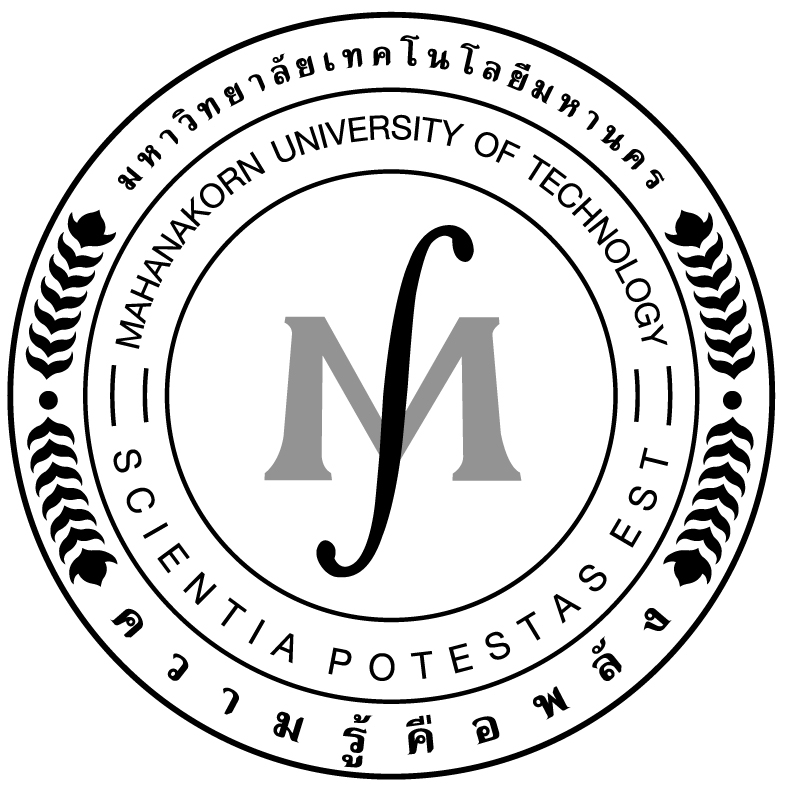 มหาวิทยาลัยเทคโนโลยีมหานคร
MAHANAKORN UNIVERSITY OF TECHNOLOGY
M
SCIENTIA POTESTAS EST
ความรู้คือพลัง